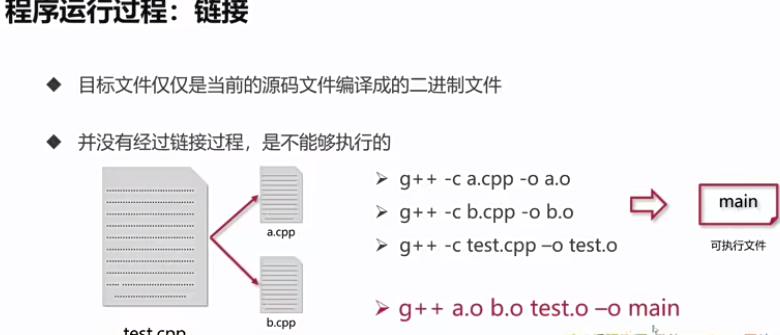 程序运行过程：链接
◆ 目标文件仅仅是当前的源码文件编译成的二进制文件
◆ 并没有经过链接过程，是不能够执行的
➢ g++ -c a.cpp -o a.o
➢ g++ -c b.cpp -o b.o
➢ g++ -c test.cpp –o test.o
➢ g++ a.o b.o test.o –o main
a.cpp
b.cpp
test.cpp
main
可执行文件